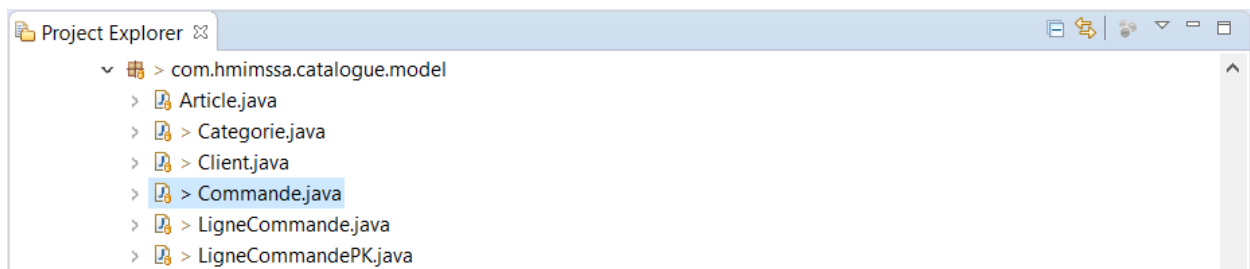 Project Explorer
> com.hmimssa.catalogue.model
Article.java
> Categorie.java
> Client.java
> Commande.java
> LigneCommande.java
> LigneCommandePK.java